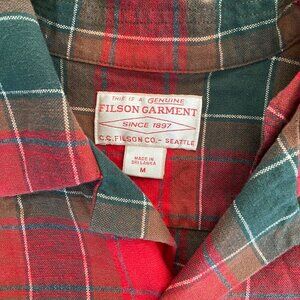 THIS IS A GENUINE
FILSON GARMENT
SINCE 1897
C.C. FILSON CO., - SEATTLE
MADE IN
SRI LANKA
M